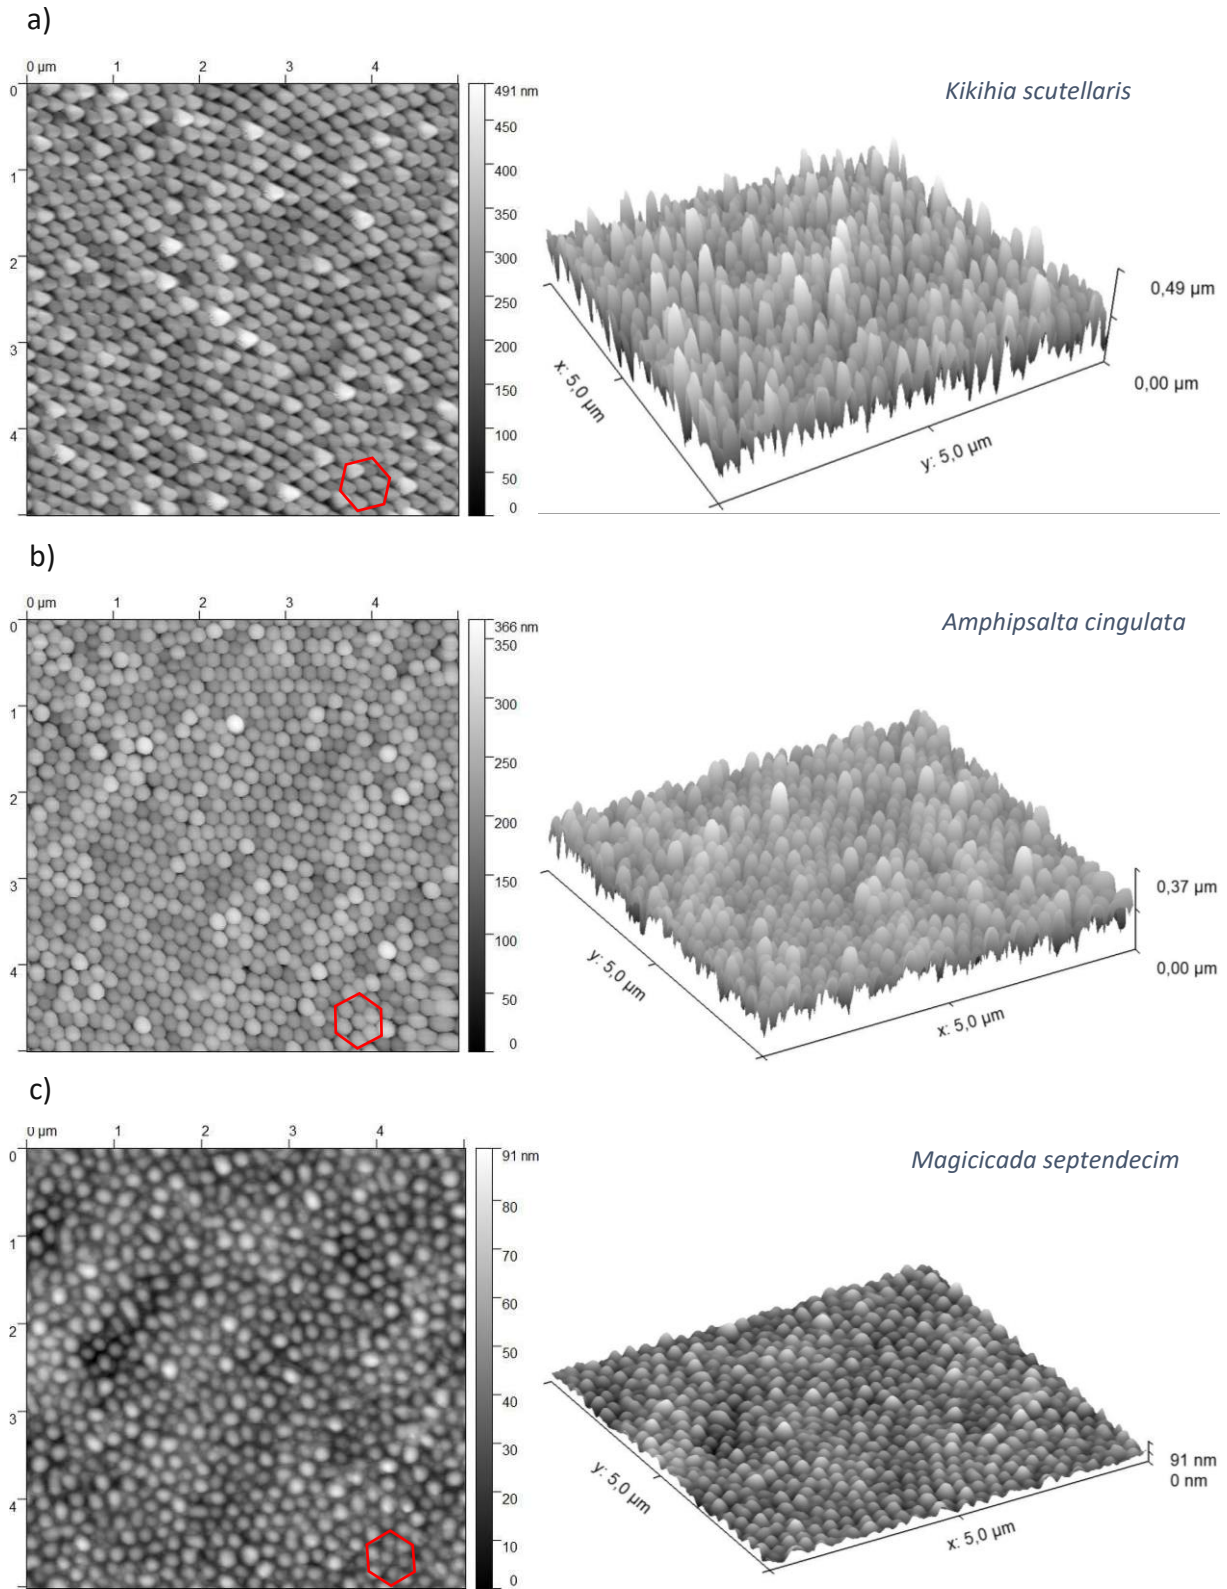 a)
0 µm 1 2 3 4
0
1
2
3
4
491 nm
450
400
350
300
250
200
150
100
50
0
Kikihia scutellaris
0,49 µm
0,00 µm
x: 5,0 µm
y: 5,0 µm
b)
0 µm 1 2 3 4
0
1
2
3
4
366 nm
350
300
250
200
150
100
50
0
Amphipsalta cingulata
0,37 µm
0,00 µm
y: 5,0 µm
x: 5,0 µm
c)
0 µm 1 2 3 4
0
1
2
3
4
91 nm
80
70
60
50
40
30
20
10
0
Magicicada septendecim
91 nm
0 nm
y: 5,0 µm
x: 5,0 µm